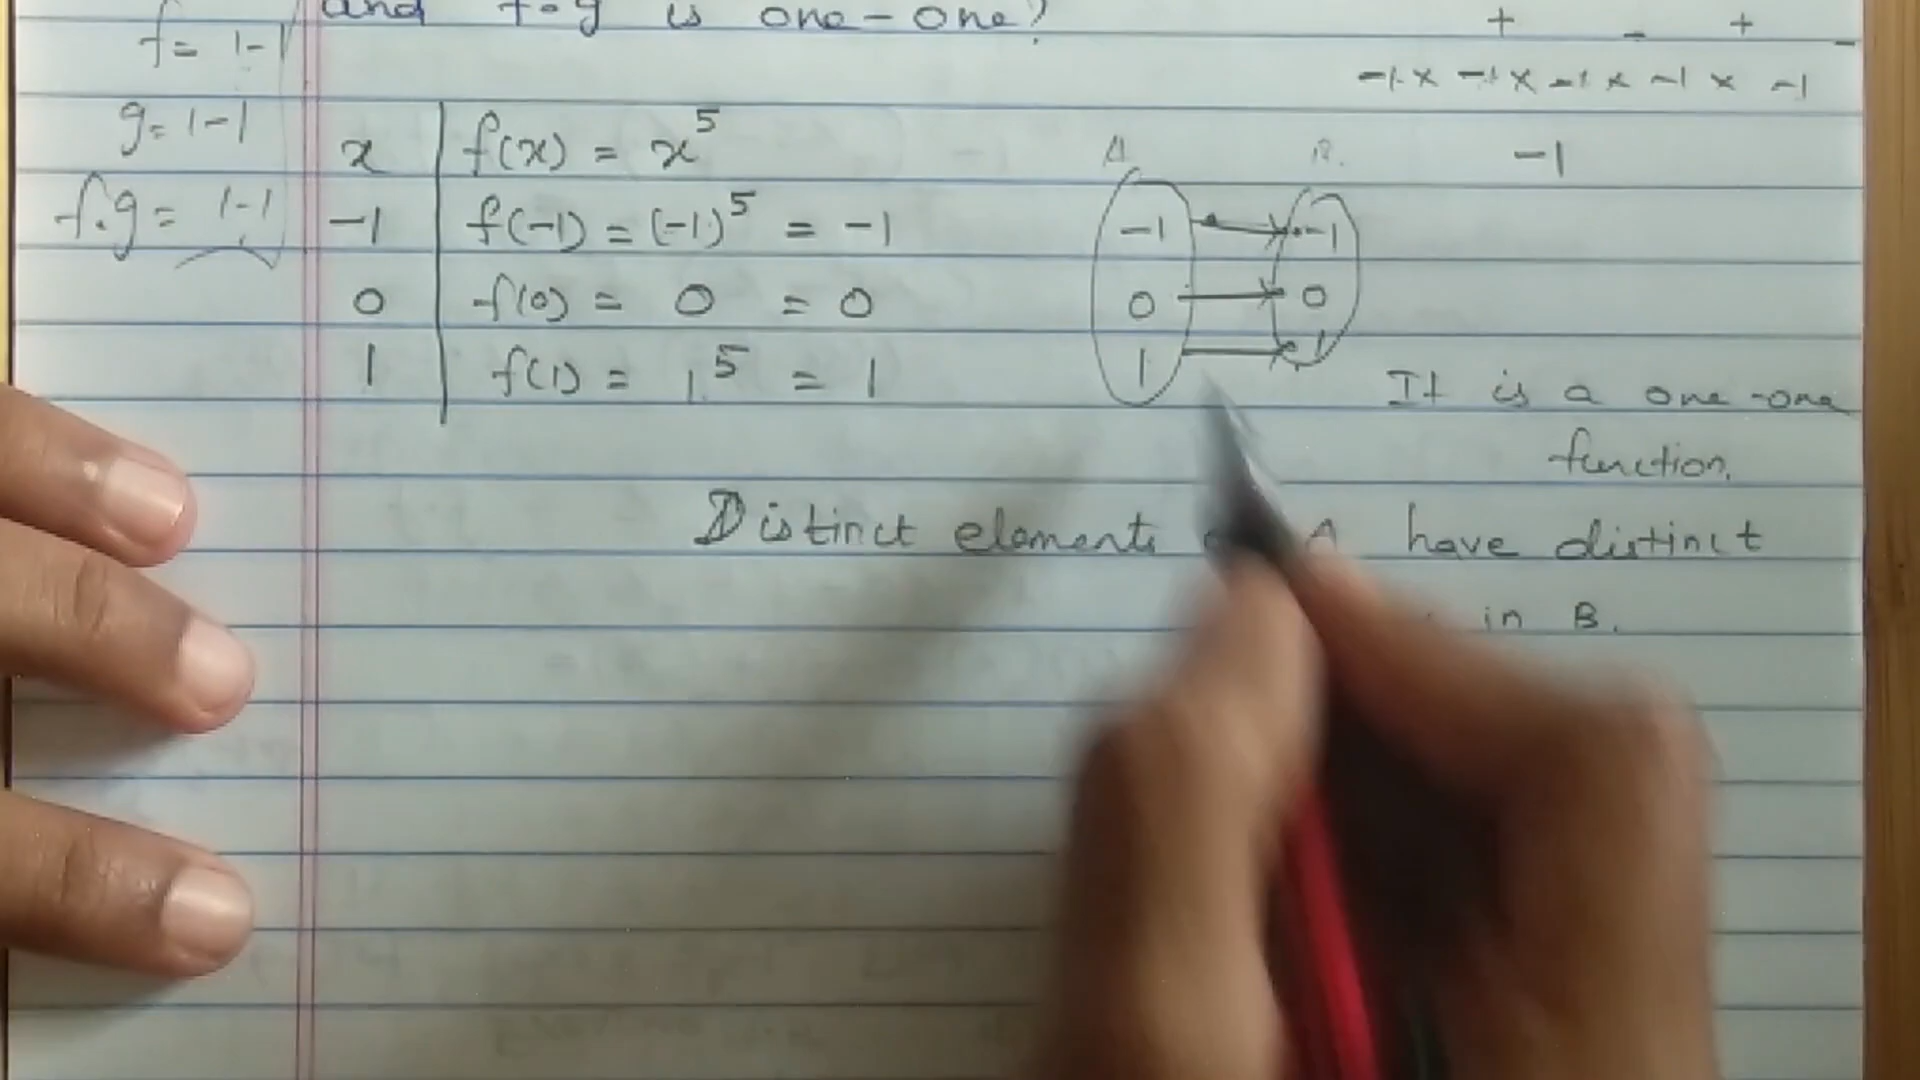 and f.g is one-one?
f = 1-1
g = 1-1
f.g = 1-1
x | f(x) = x^5
-1 | f(-1) = (-1)^5 = -1
0 | f(0) = 0 = 0
1 | f(1) = 1^5 = 1
+ - + -
-1 x -1 x -1 x -1 x -1
-1
A
-1 -1
0 0
1 1
It is a one-one
function.
Distinct elements A have distinct
in B.